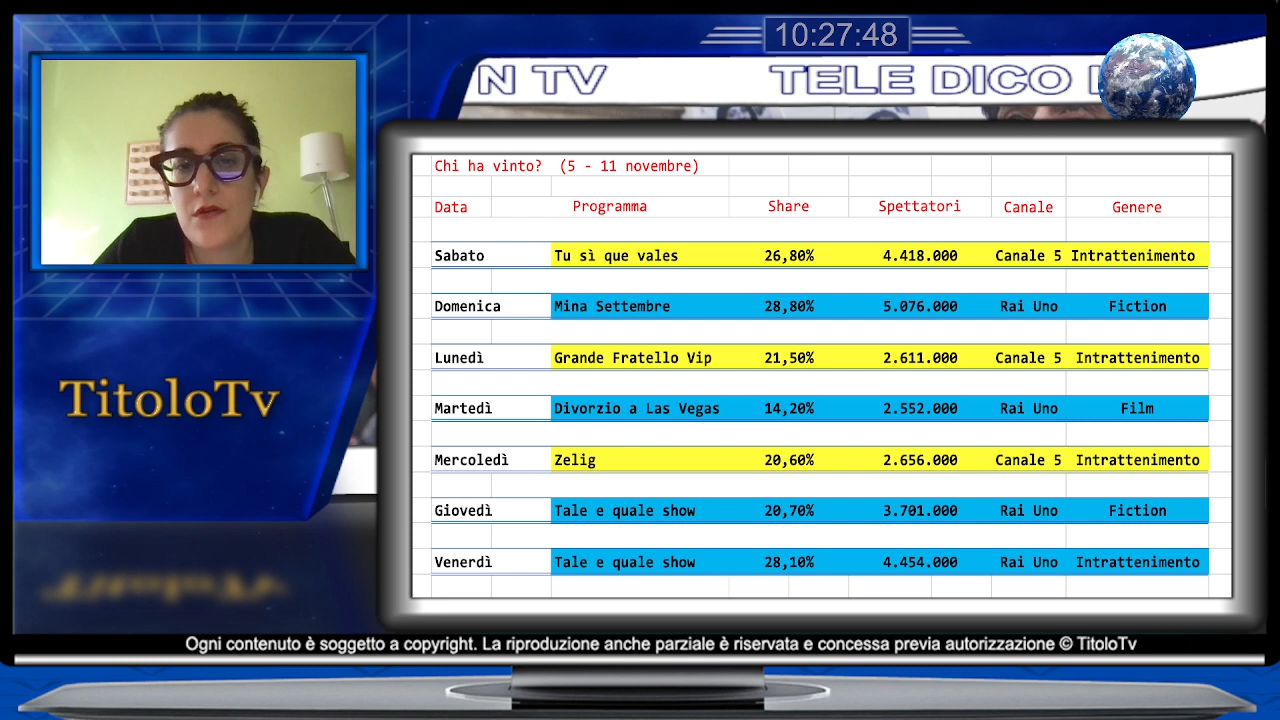 10:27:48
N TV TELE DICO
Chi ha vinto? (5 - 11 novembre)
Data Programma Share Spettatori Canale Genere
Sabato Tu sì que vales 26,80% 4.418.000 Canale 5 Intrattenimento
Domenica Mina Settembre 28,80% 5.076.000 Rai Uno Fiction
Lunedì Grande Fratello Vip 21,50% 2.611.000 Canale 5 Intrattenimento
Martedì Divorzio a Las Vegas 14,20% 2.552.000 Rai Uno Film
Mercoledì Zelig 20,60% 2.656.000 Canale 5 Intrattenimento
Giovedì Tale e quale show 20,70% 3.701.000 Rai Uno Fiction
Venerdì Tale e quale show 28,10% 4.454.000 Rai Uno Intrattenimento
TitoloTv
Ogni contenuto è soggetto a copyright. La riproduzione anche parziale è riservata e concessa previa autorizzazione © TitoloTv